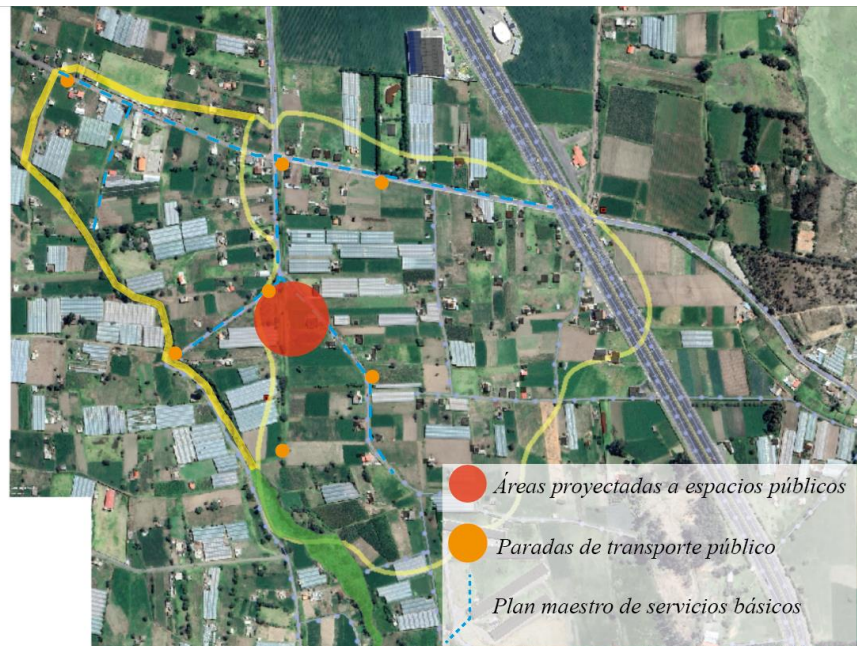 Áreas proyectadas a espacios públicos
Paradas de transporte público
Plan maestro de servicios básicos